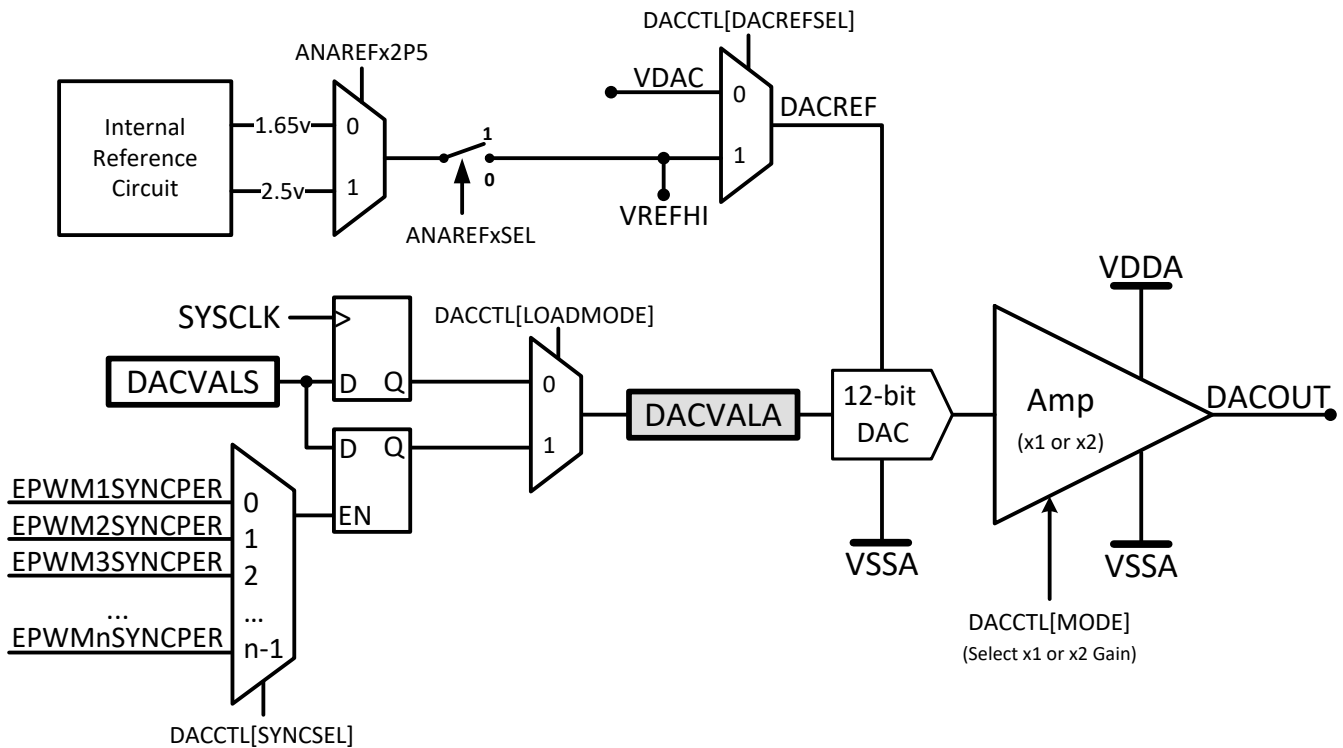 DACCTL[DACREFSEL]
ANAREFx2P5
VDAC
0
DACREF
Internal
Reference
Circuit
1.65v
0
2.5v
1
1
0
1
VREFHI
ANAREFxSEL
SYSCLK
>
DACCTL[LOADMODE]
DACVALS
D
Q
0
D
Q
1
EN
DACVALA
12-bit
DAC
VSSA
VDDA
Amp
(x1 or x2)
DACOUT
VSSA
EPWM1SYNCPER
0
EPWM2SYNCPER
1
EPWM3SYNCPER
2
...
...
EPWMnSYNCPER
n-1
DACCTL[SYNCSEL]
DACCTL[MODE]
(Select x1 or x2 Gain)